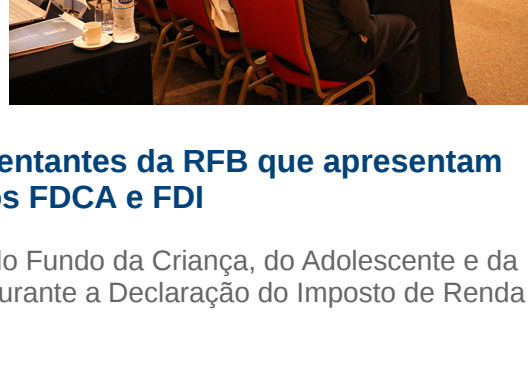 entantes da RFB que apresentam
s FDCA e FDI
do Fundo da Criança, do Adolescente e da
urante a Declaração do Imposto de Renda